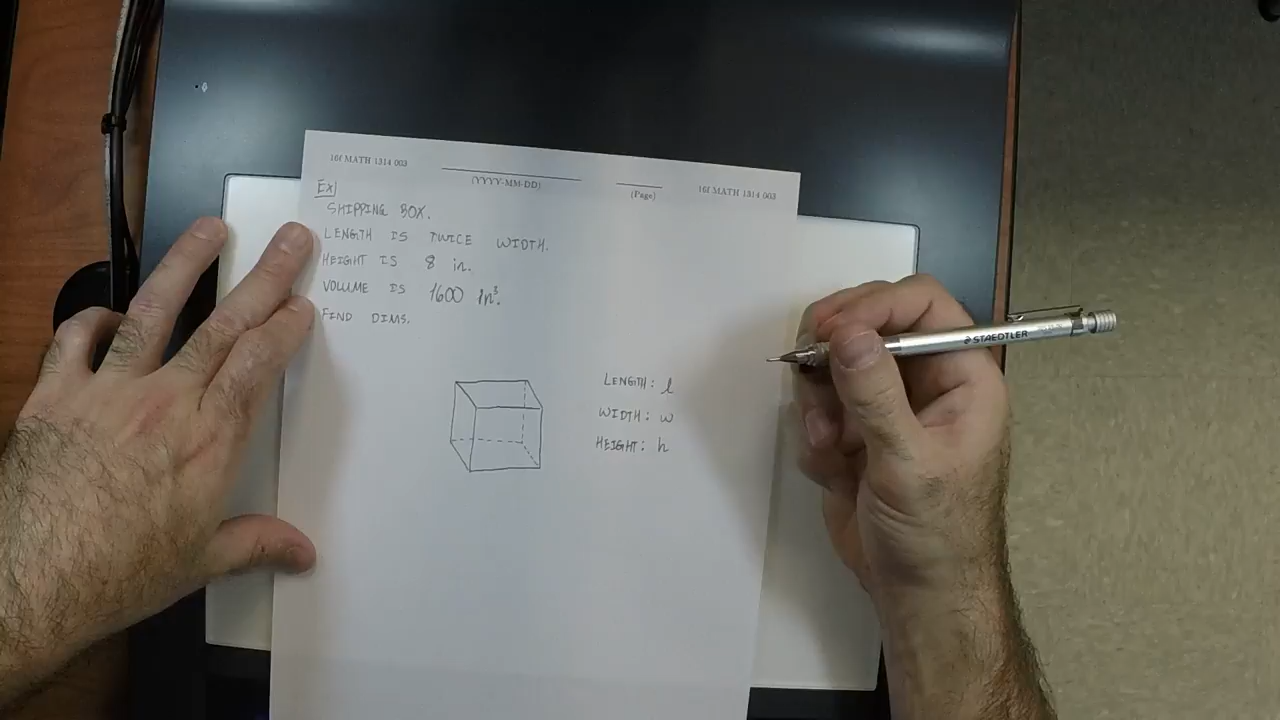 16f MATH 1314 003
(YYYY-MM-DD)
(Page)
16f MATH 1314 003
Ex)
SHIPPING BOX.
LENGTH IS TWICE WIDTH.
HEIGHT IS 8 in.
VOLUME IS 1600 in³.
FIND DIMS.
LENGTH: l
WIDTH: w
HEIGHT: h
STAEDTLER